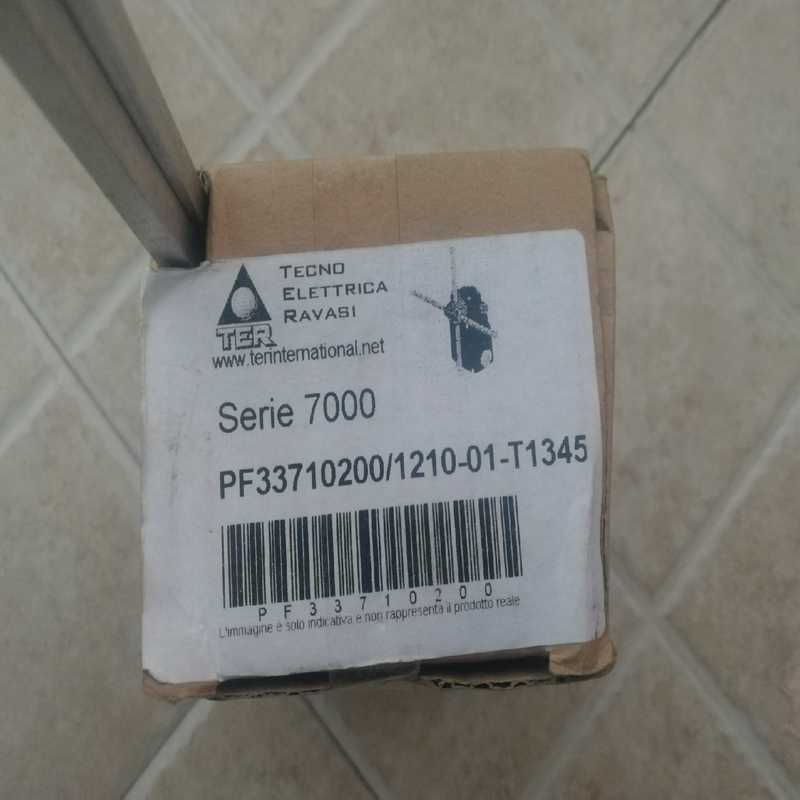 TECNO
ELETTRICA
RAVASI
TER
www.terinternational.net
Serie 7000
PF33710200/1210-01-T1345
PF33710200
L'immagine è solo indicativa e non rappresenta il prodotto reale